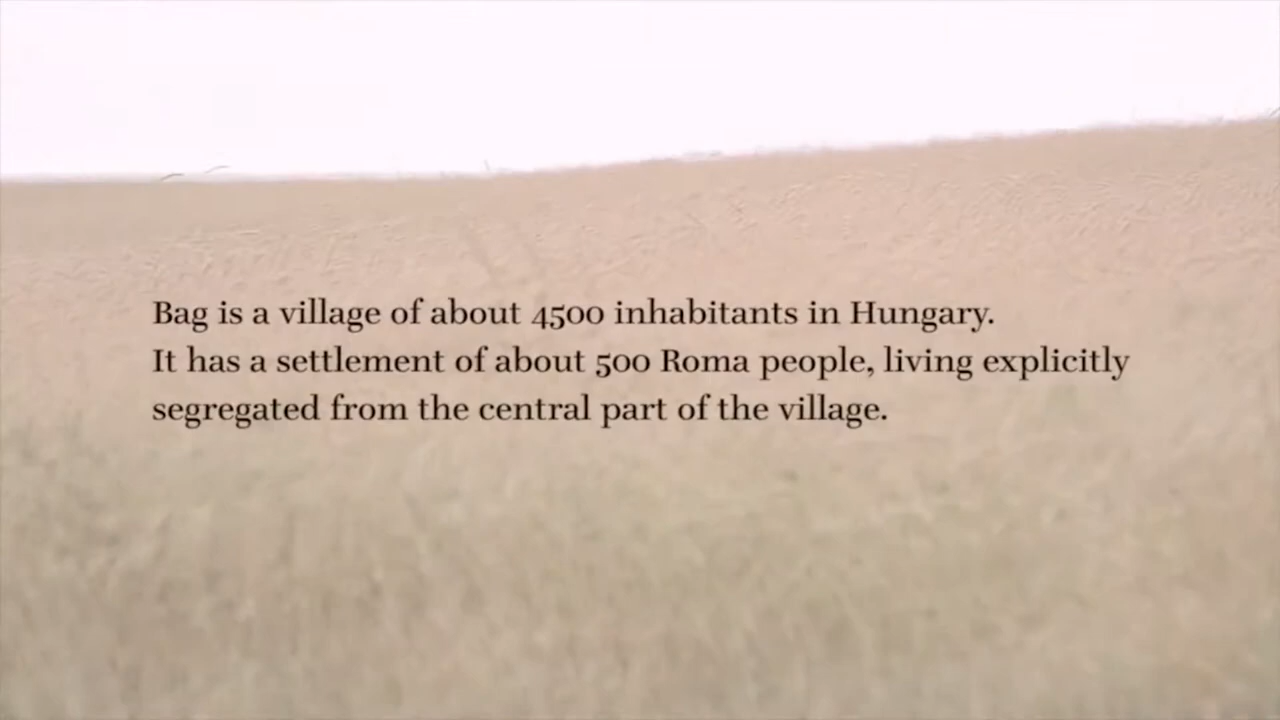 Bag is a village of about 4500 inhabitants in Hungary.
It has a settlement of about 500 Roma people, living explicitly
segregated from the central part of the village.